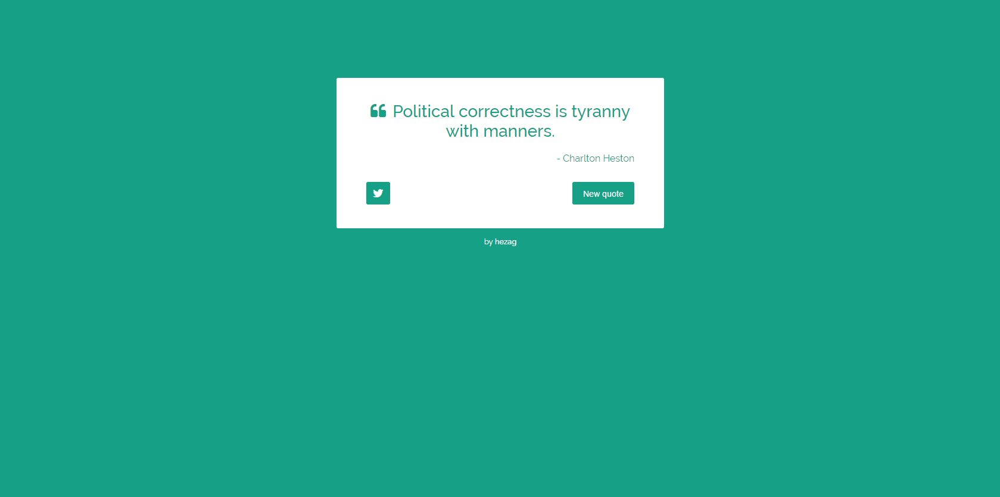 ❝ Political correctness is tyranny
with manners.
- Charlton Heston
New quote
by hezag